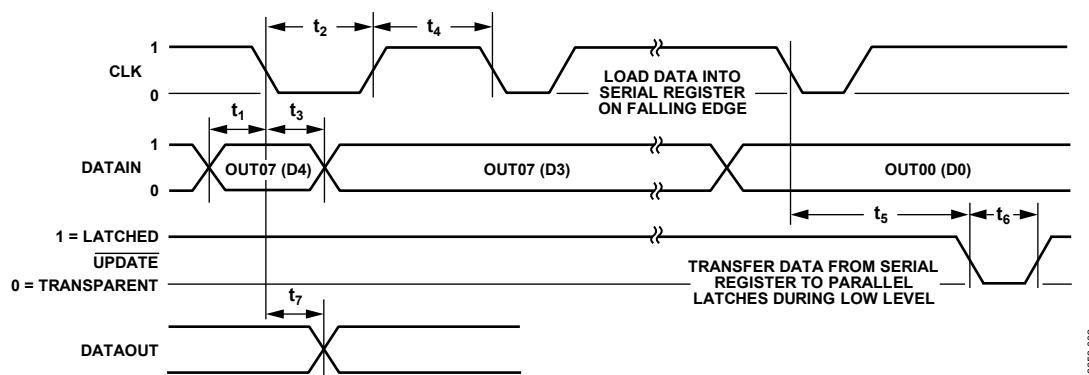 t2
t4
1
CLK
0
LOAD DATA INTO
SERIAL REGISTER
ON FALLING EDGE
t1
t3
1
DATAIN
0
OUT07 (D4)
OUT07 (D3)
OUT00 (D0)
t5
t6
1 = LATCHED
UPDATE
0 = TRANSPARENT
TRANSFER DATA FROM SERIAL
REGISTER TO PARALLEL
LATCHES DURING LOW LEVEL
t7
DATAOUT